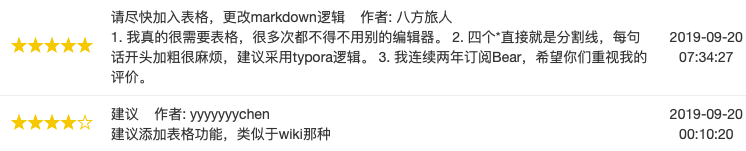 请尽快加入表格，更改markdown逻辑 作者: 八方旅人
1. 我真的很需要表格，很多次都不得不用别的编辑器。 2. 四个*直接就是分割线，每句
话开头加粗很麻烦，建议采用typora逻辑。 3. 我连续两年订阅Bear，希望你们重视我的
评价。
2019-09-20
07:34:27
建议 作者: yyyyyyychen
建议添加表格功能，类似于wiki那种
2019-09-20
00:10:20